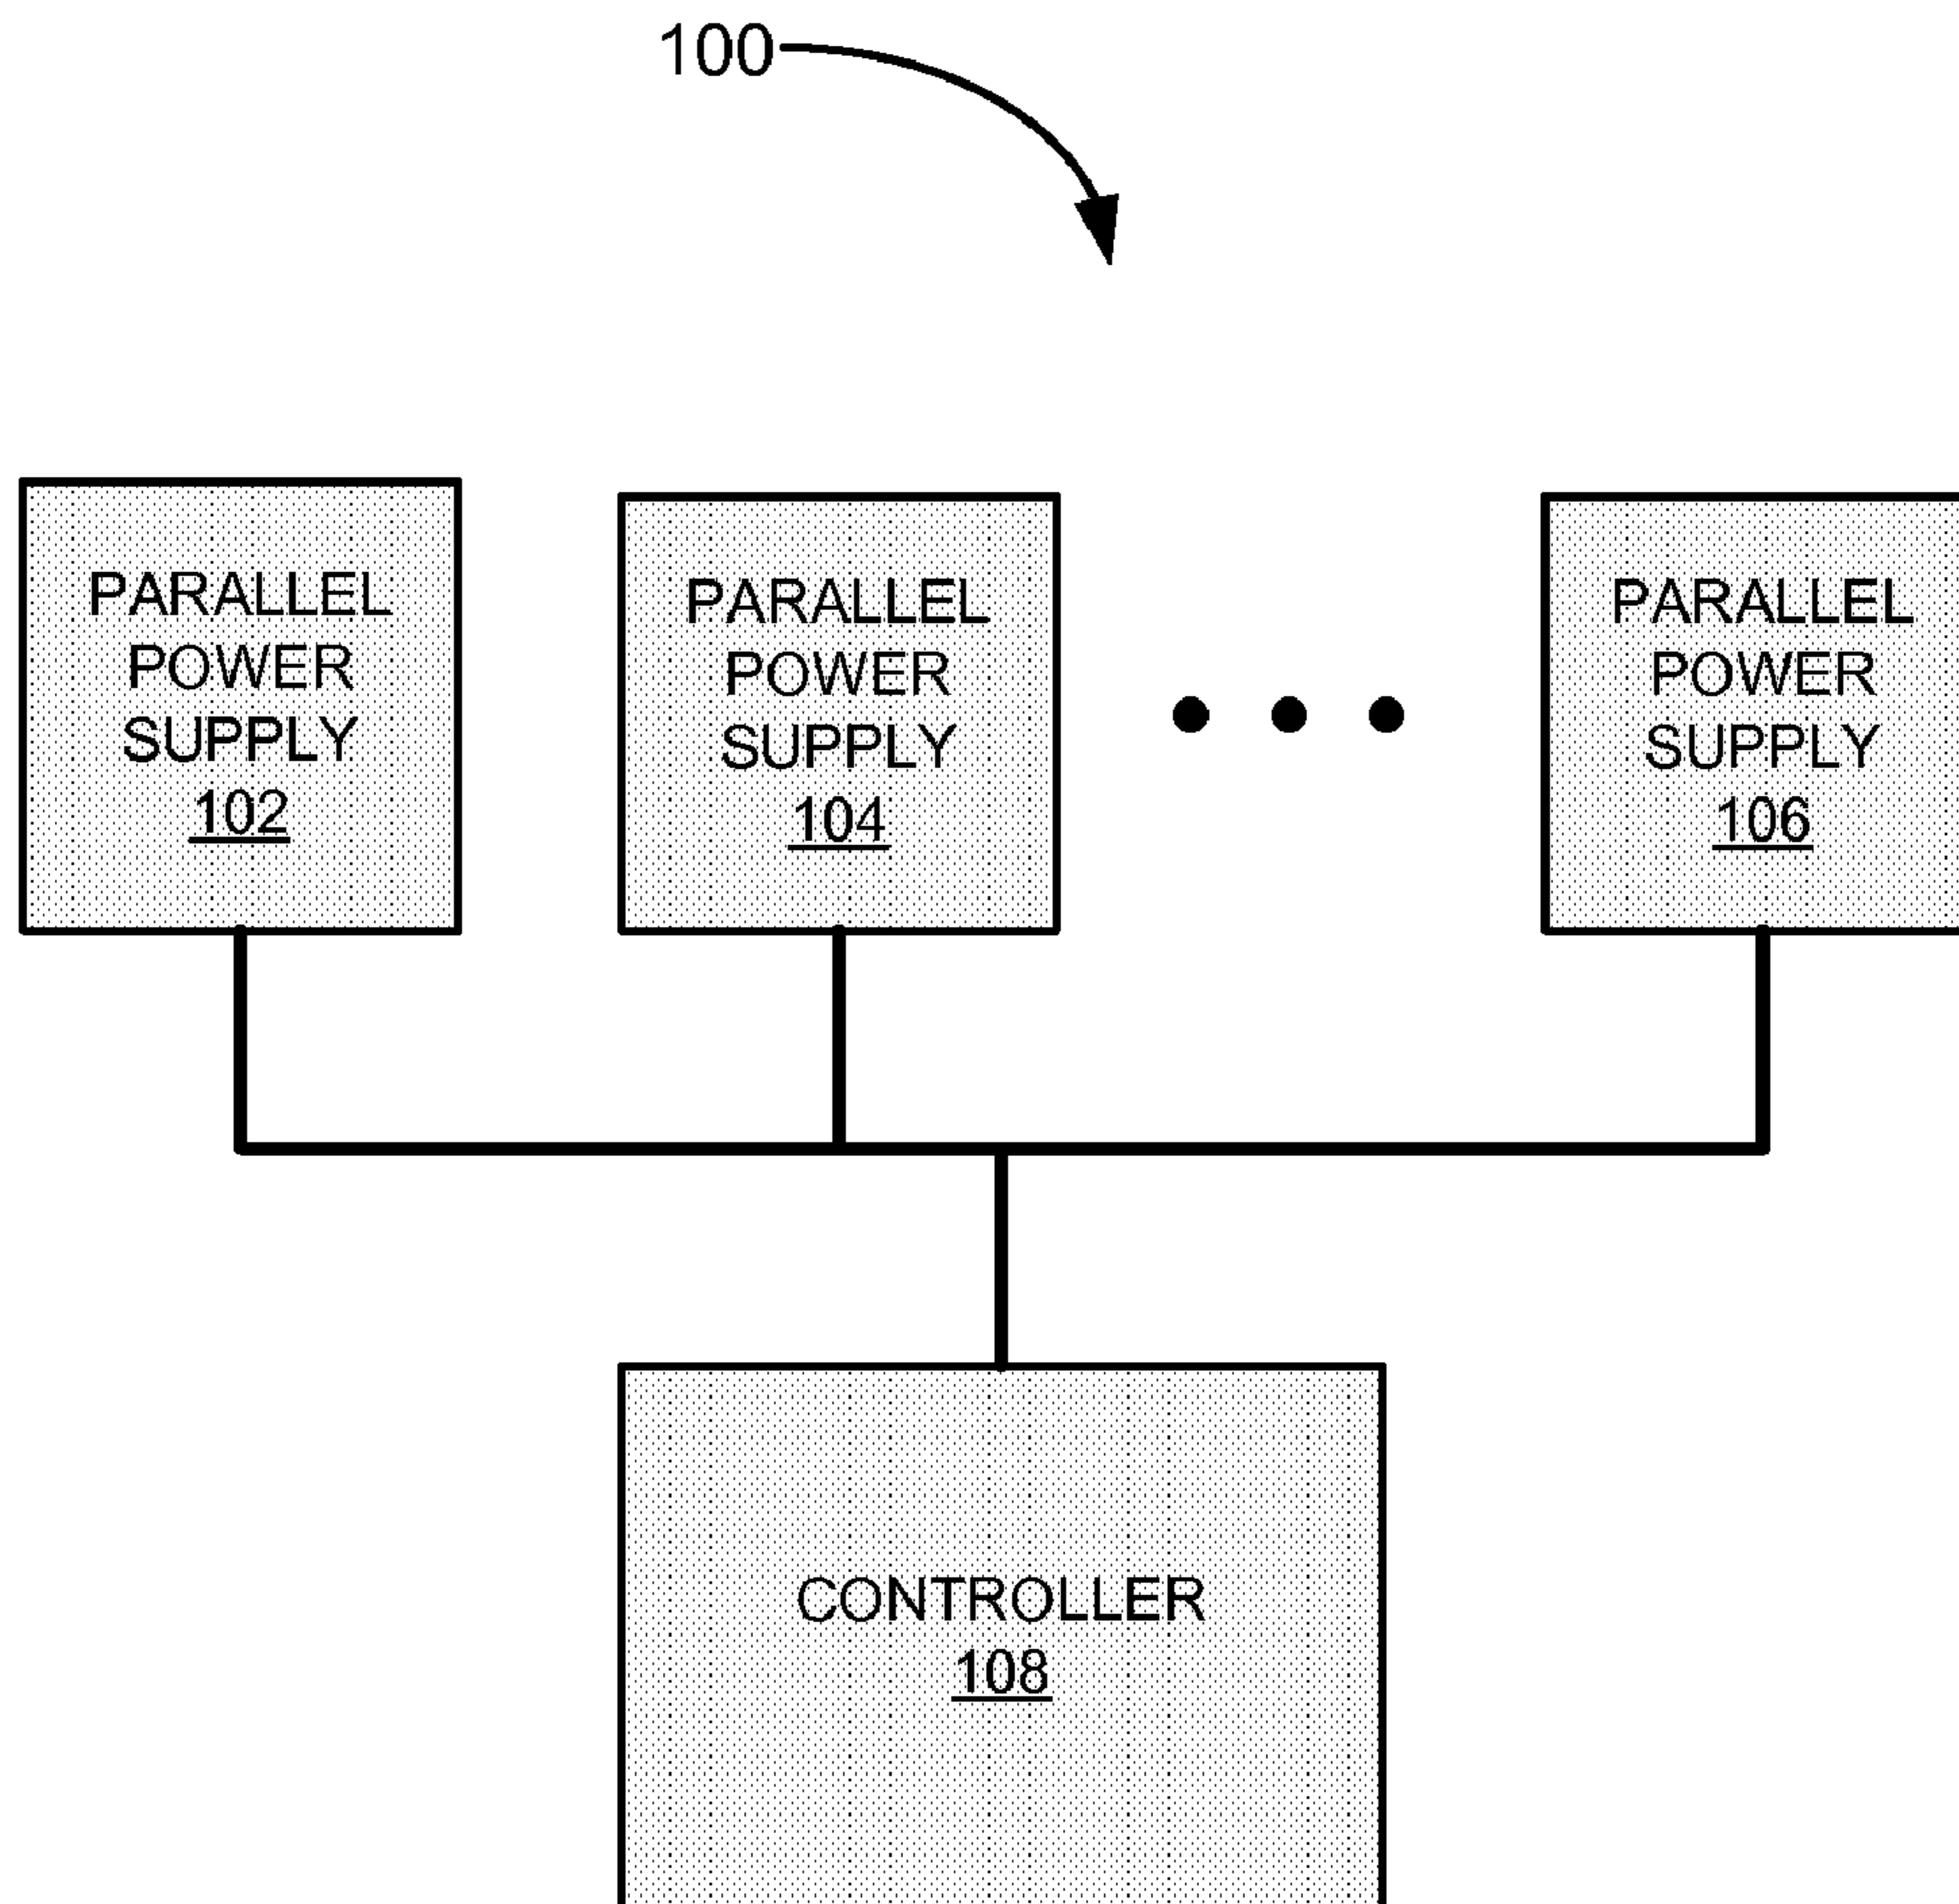 100
PARALLEL
POWER
SUPPLY
102
PARALLEL
POWER
SUPPLY
104
PARALLEL
POWER
SUPPLY
106
CONTROLLER
108